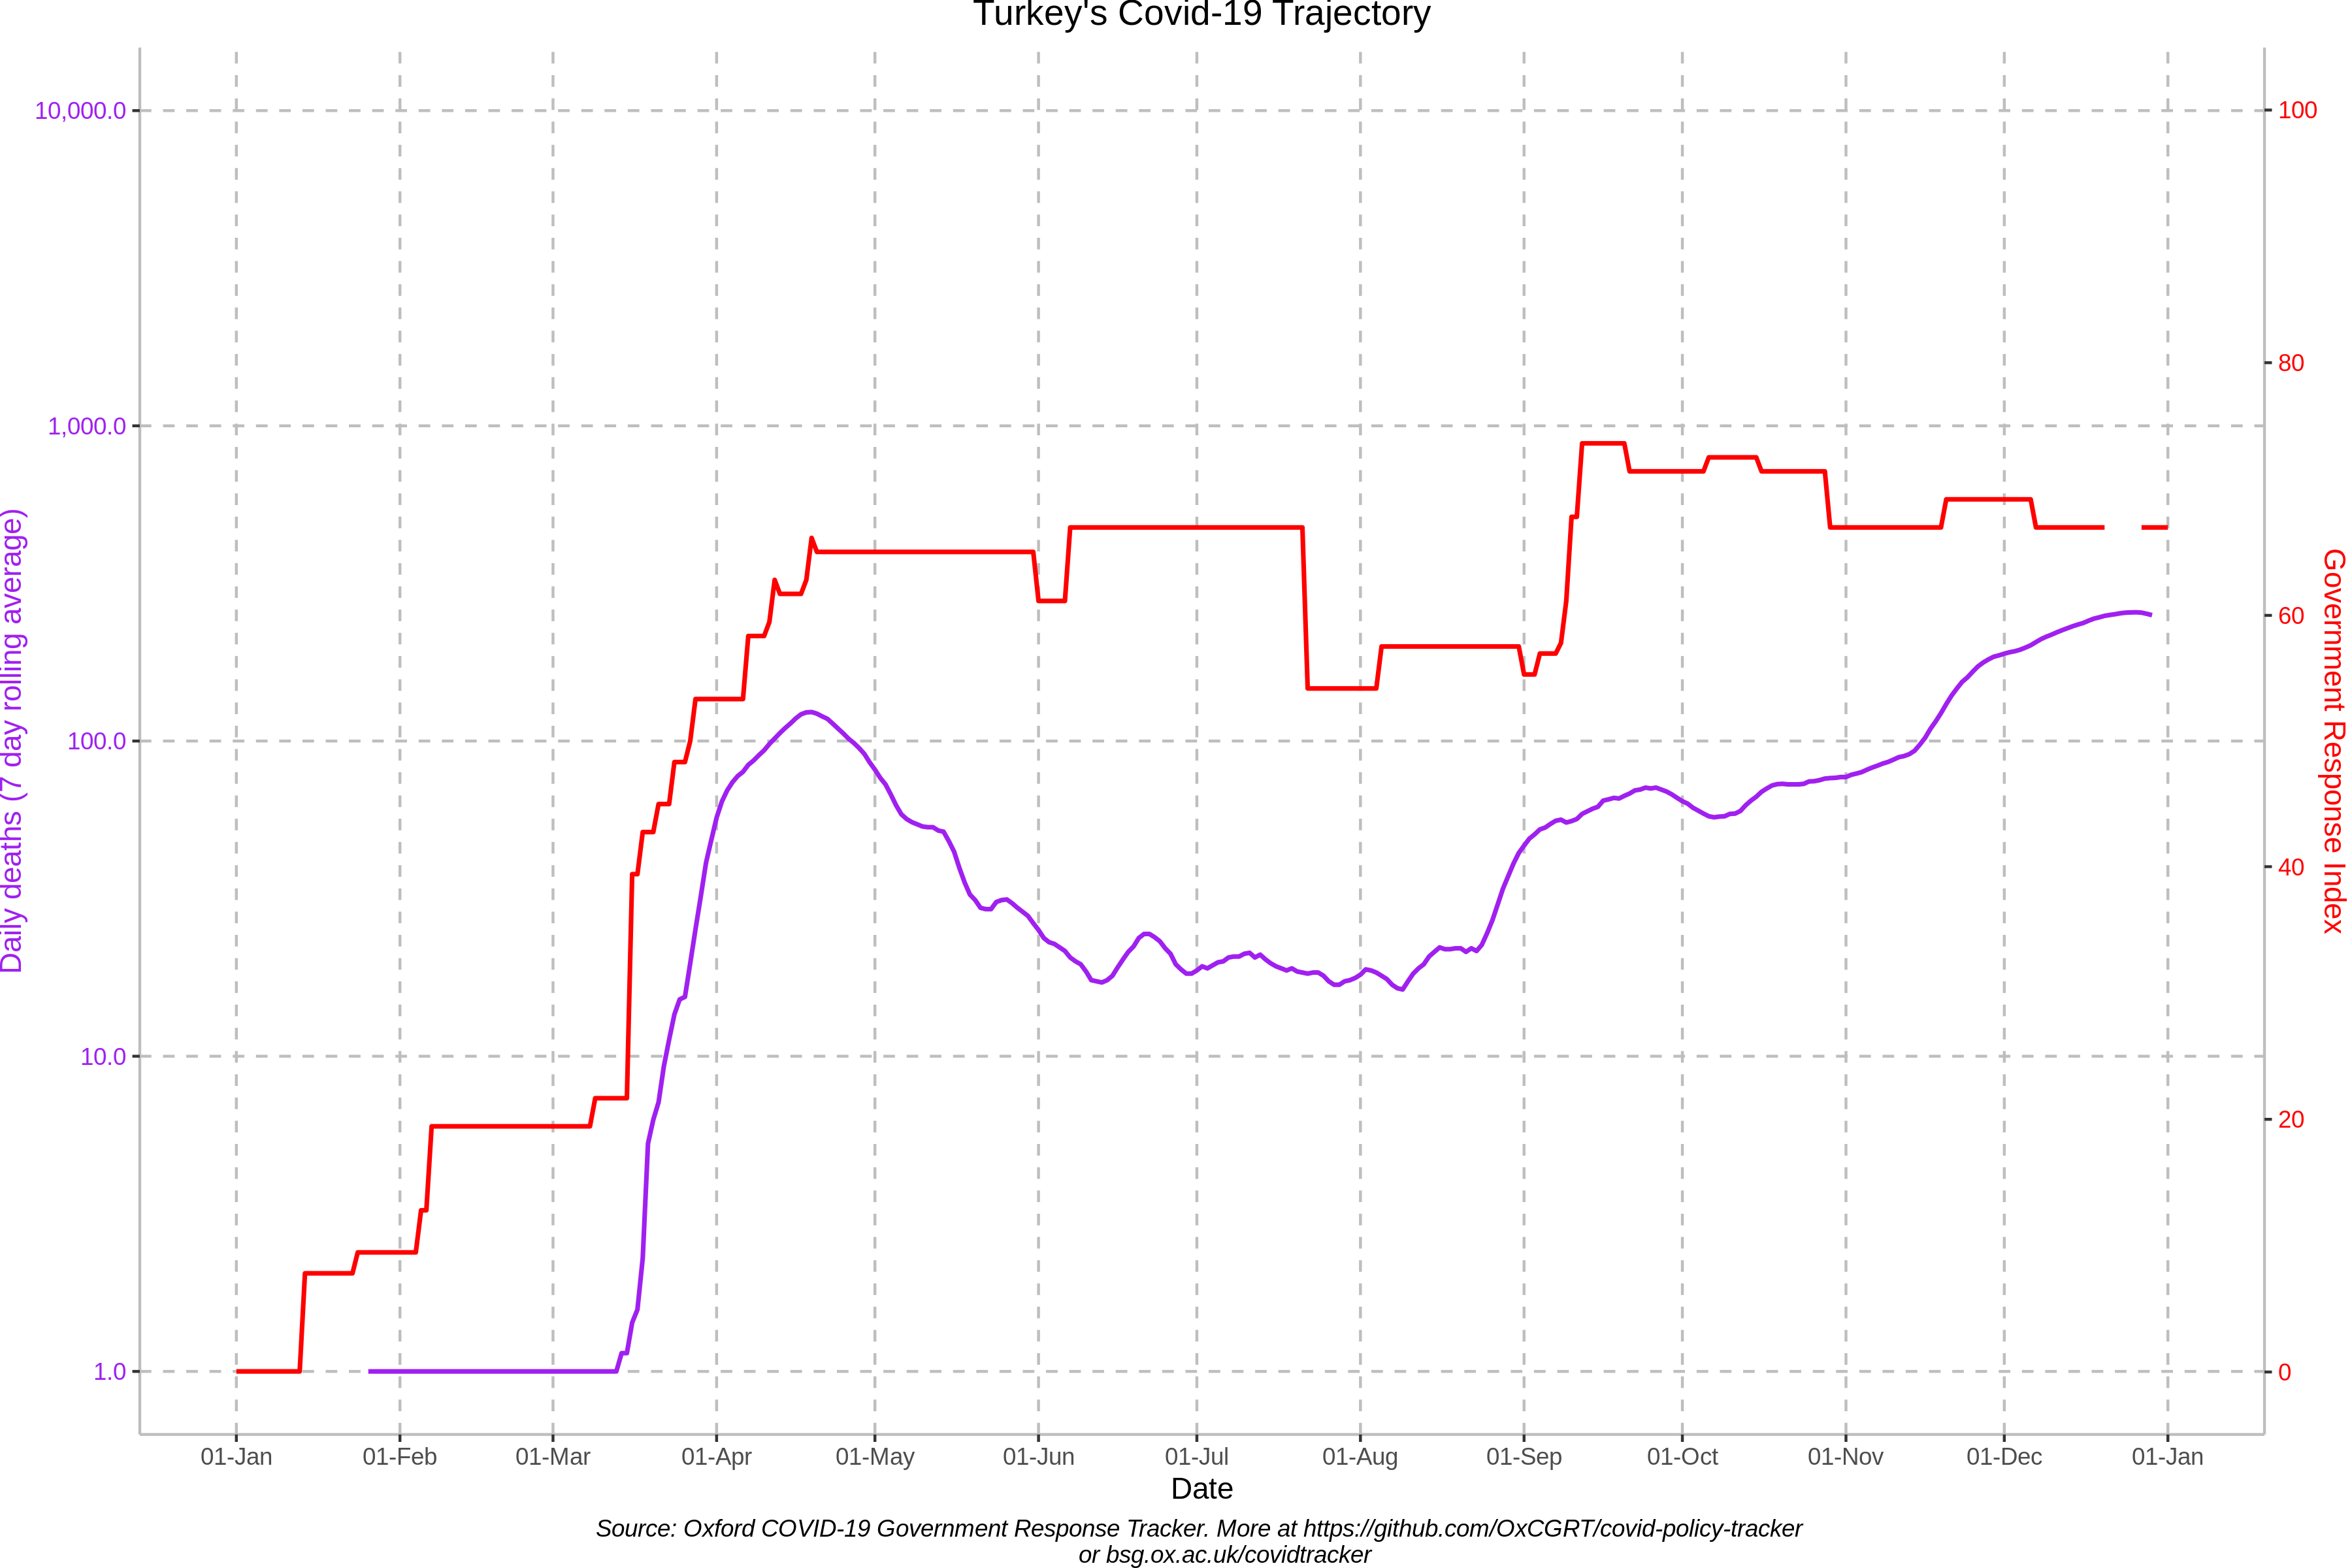 Turkey's Covid-19 Trajectory
10,000.0
1,000.0
100.0
10.0
1.0
Daily deaths (7 day rolling average)
100
80
60
40
20
0
Government Response Index
01-Jan 01-Feb 01-Mar 01-Apr 01-May 01-Jun 01-Jul 01-Aug 01-Sep 01-Oct 01-Nov 01-Dec 01-Jan
Date
Source: Oxford COVID-19 Government Response Tracker. More at https://github.com/OxCGRT/covid-policy-tracker
or bsg.ox.ac.uk/covidtracker